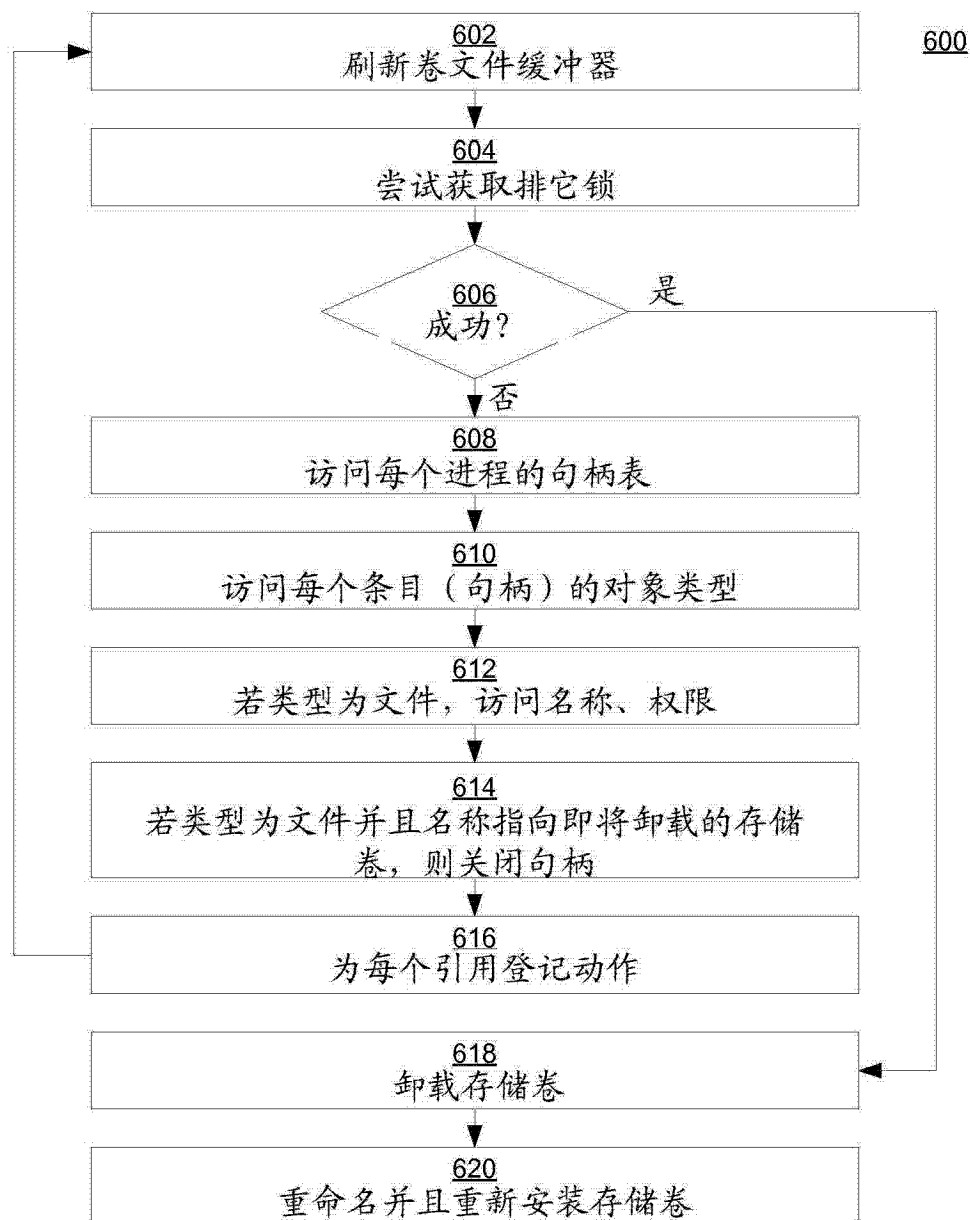 600
602
刷新卷文件缓冲器
604
尝试获取排它锁
606
成功?
是
否
608
访问每个进程的句柄表
610
访问每个条目（句柄）的对象类型
612
若类型为文件，访问名称、权限
614
若类型为文件并且名称指向即将卸载的存储
卷，则关闭句柄
616
为每个引用登记动作
618
卸载存储卷
620
重命名并且重新安装存储卷